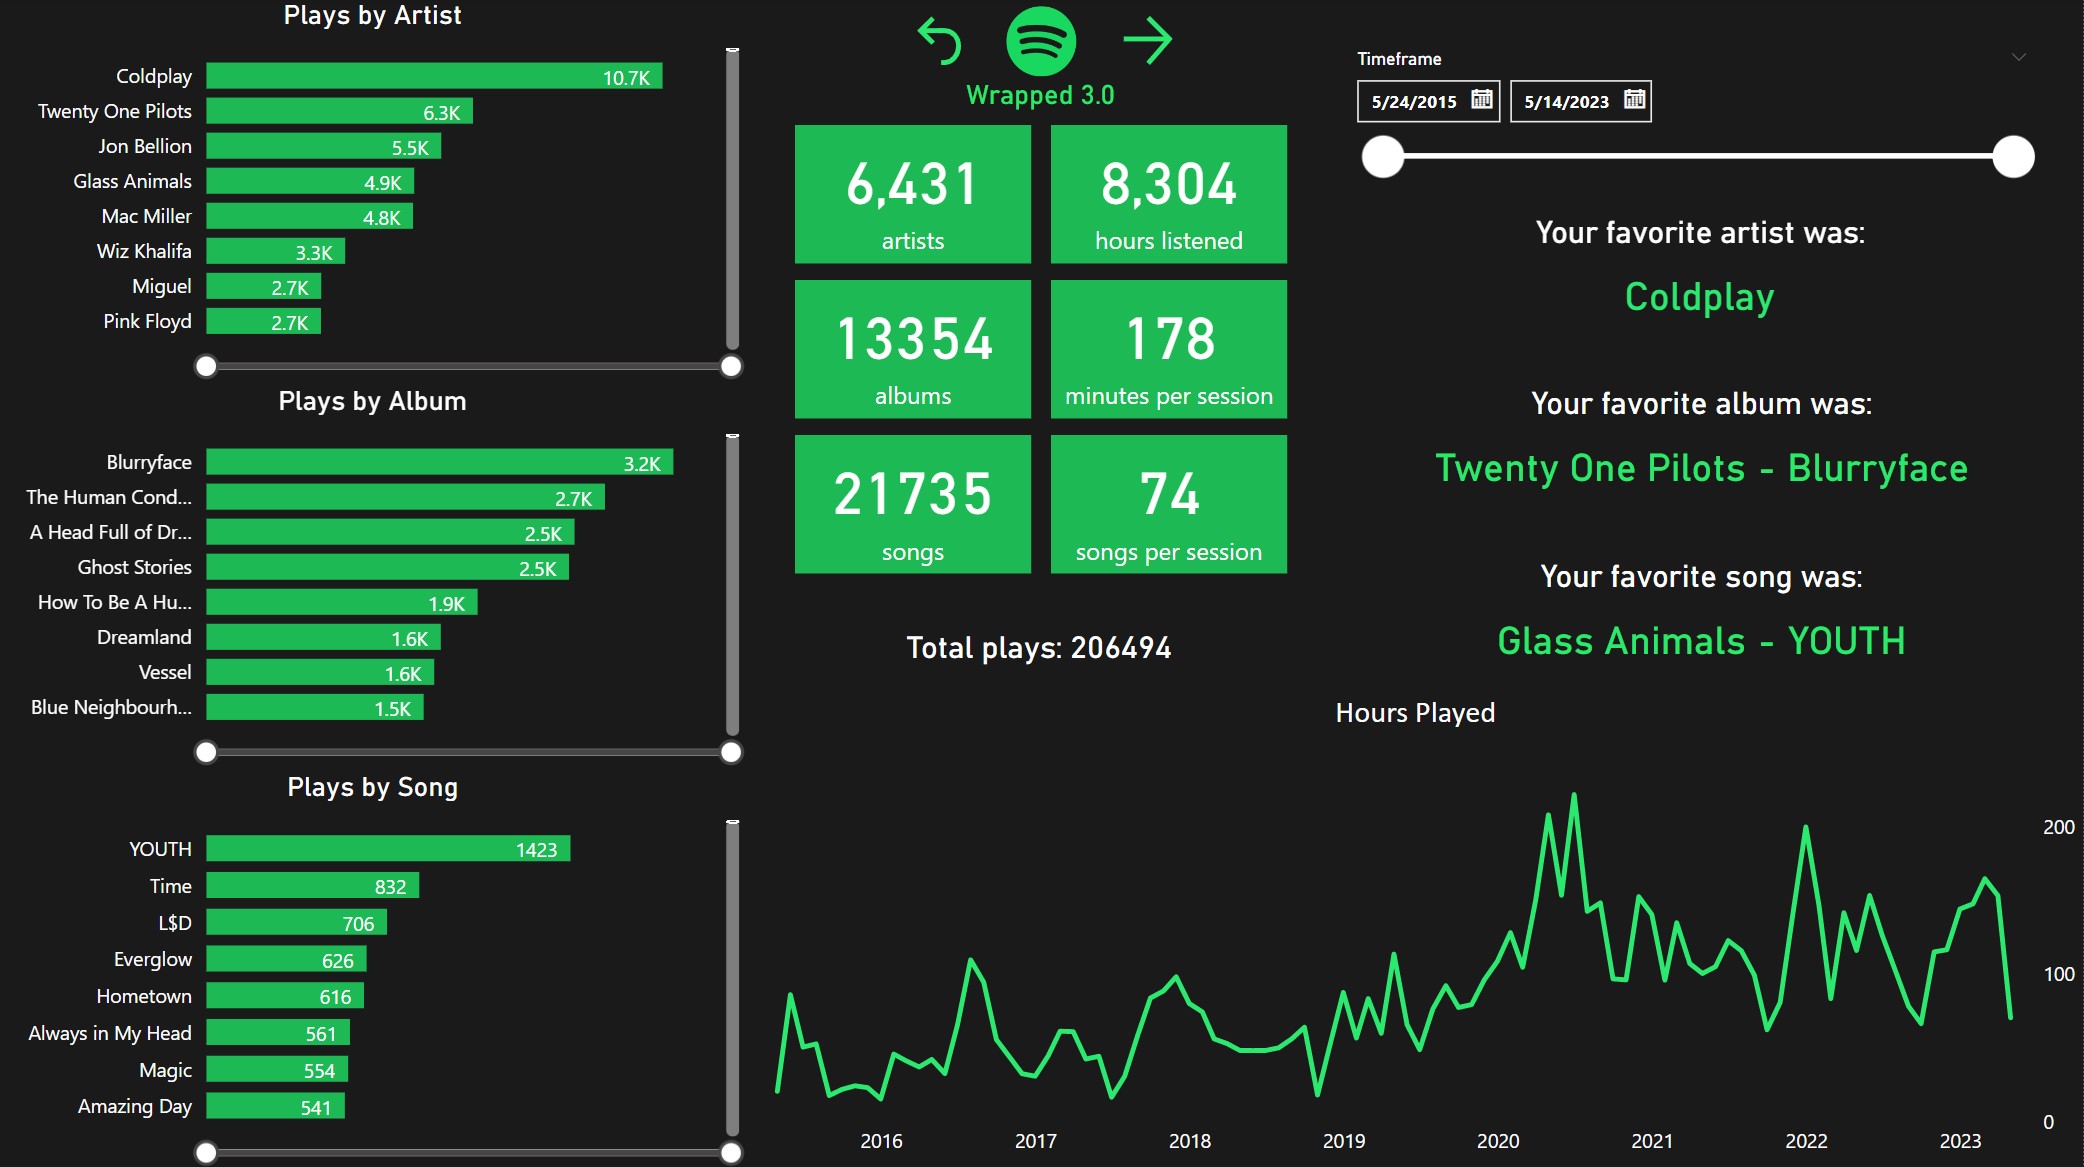 Plays by Artist
Coldplay 10.7K
Twenty One Pilots 6.3K
Jon Bellion 5.5K
Glass Animals 4.9K
Mac Miller 4.8K
Wiz Khalifa 3.3K
Miguel 2.7K
Pink Floyd 2.7K
Plays by Album
Blurryface 3.2K
The Human Cond... 2.7K
A Head Full of Dr... 2.5K
Ghost Stories 2.5K
How To Be A Hu... 1.9K
Dreamland 1.6K
Vessel 1.6K
Blue Neighbourh... 1.5K
Plays by Song
YOUTH 1423
Time 832
L$D 706
Everglow 626
Hometown 616
Always in My Head 561
Magic 554
Amazing Day 541
Wrapped 3.0
6,431
artists
8,304
hours listened
13354
albums
178
minutes per session
21735
songs
74
songs per session
Total plays: 206494
Timeframe
5/24/2015 5/14/2023
Your favorite artist was:
Coldplay
Your favorite album was:
Twenty One Pilots - Blurryface
Your favorite song was:
Glass Animals - YOUTH
Hours Played
200
100
0
2016 2017 2018 2019 2020 2021 2022 2023